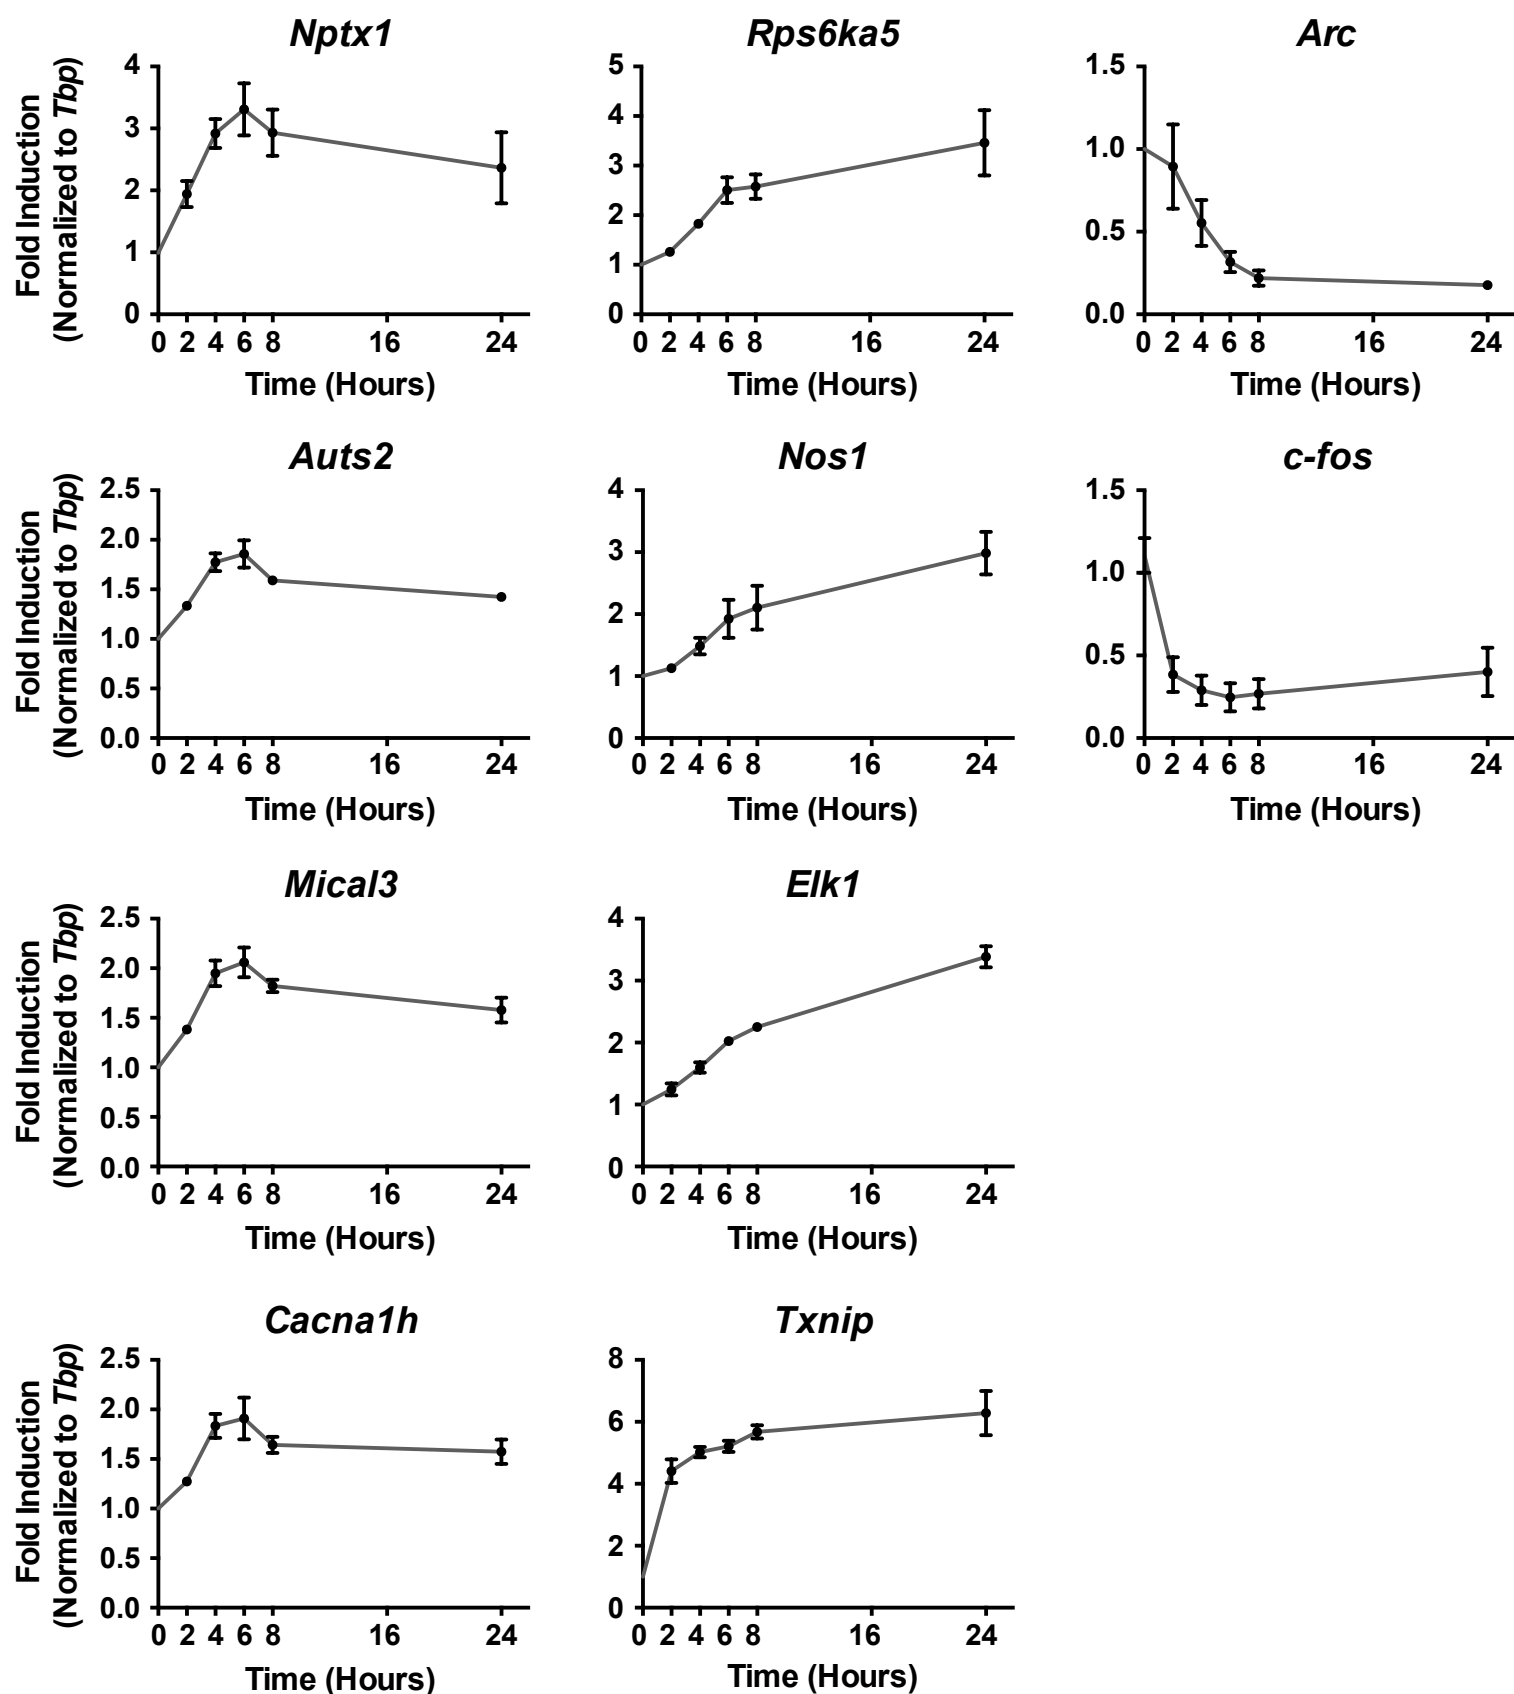 Nptx1
Fold Induction
(Normalized to Tbp)
4
3
2
1
0
0 2 4 6 8 16 24
Time (Hours)
Rps6ka5
5
4
3
2
1
0
0 2 4 6 8 16 24
Time (Hours)
Arc
1.5
1.0
0.5
0.0
0 2 4 6 8 16 24
Time (Hours)
Auts2
Fold Induction
(Normalized to Tbp)
2.5
2.0
1.5
1.0
0.5
0.0
0 2 4 6 8 16 24
Time (Hours)
Nos1
4
3
2
1
0
0 2 4 6 8 16 24
Time (Hours)
c-fos
1.5
1.0
0.5
0.0
0 2 4 6 8 16 24
Time (Hours)
Mical3
Fold Induction
(Normalized to Tbp)
2.5
2.0
1.5
1.0
0.5
0.0
0 2 4 6 8 16 24
Time (Hours)
Elk1
4
3
2
1
0
0 2 4 6 8 16 24
Time (Hours)
Cacna1h
Fold Induction
(Normalized to Tbp)
2.5
2.0
1.5
1.0
0.5
0.0
0 2 4 6 8 16 24
Time (Hours)
Txnip
8
6
4
2
0
0 2 4 6 8 16 24
Time (Hours)